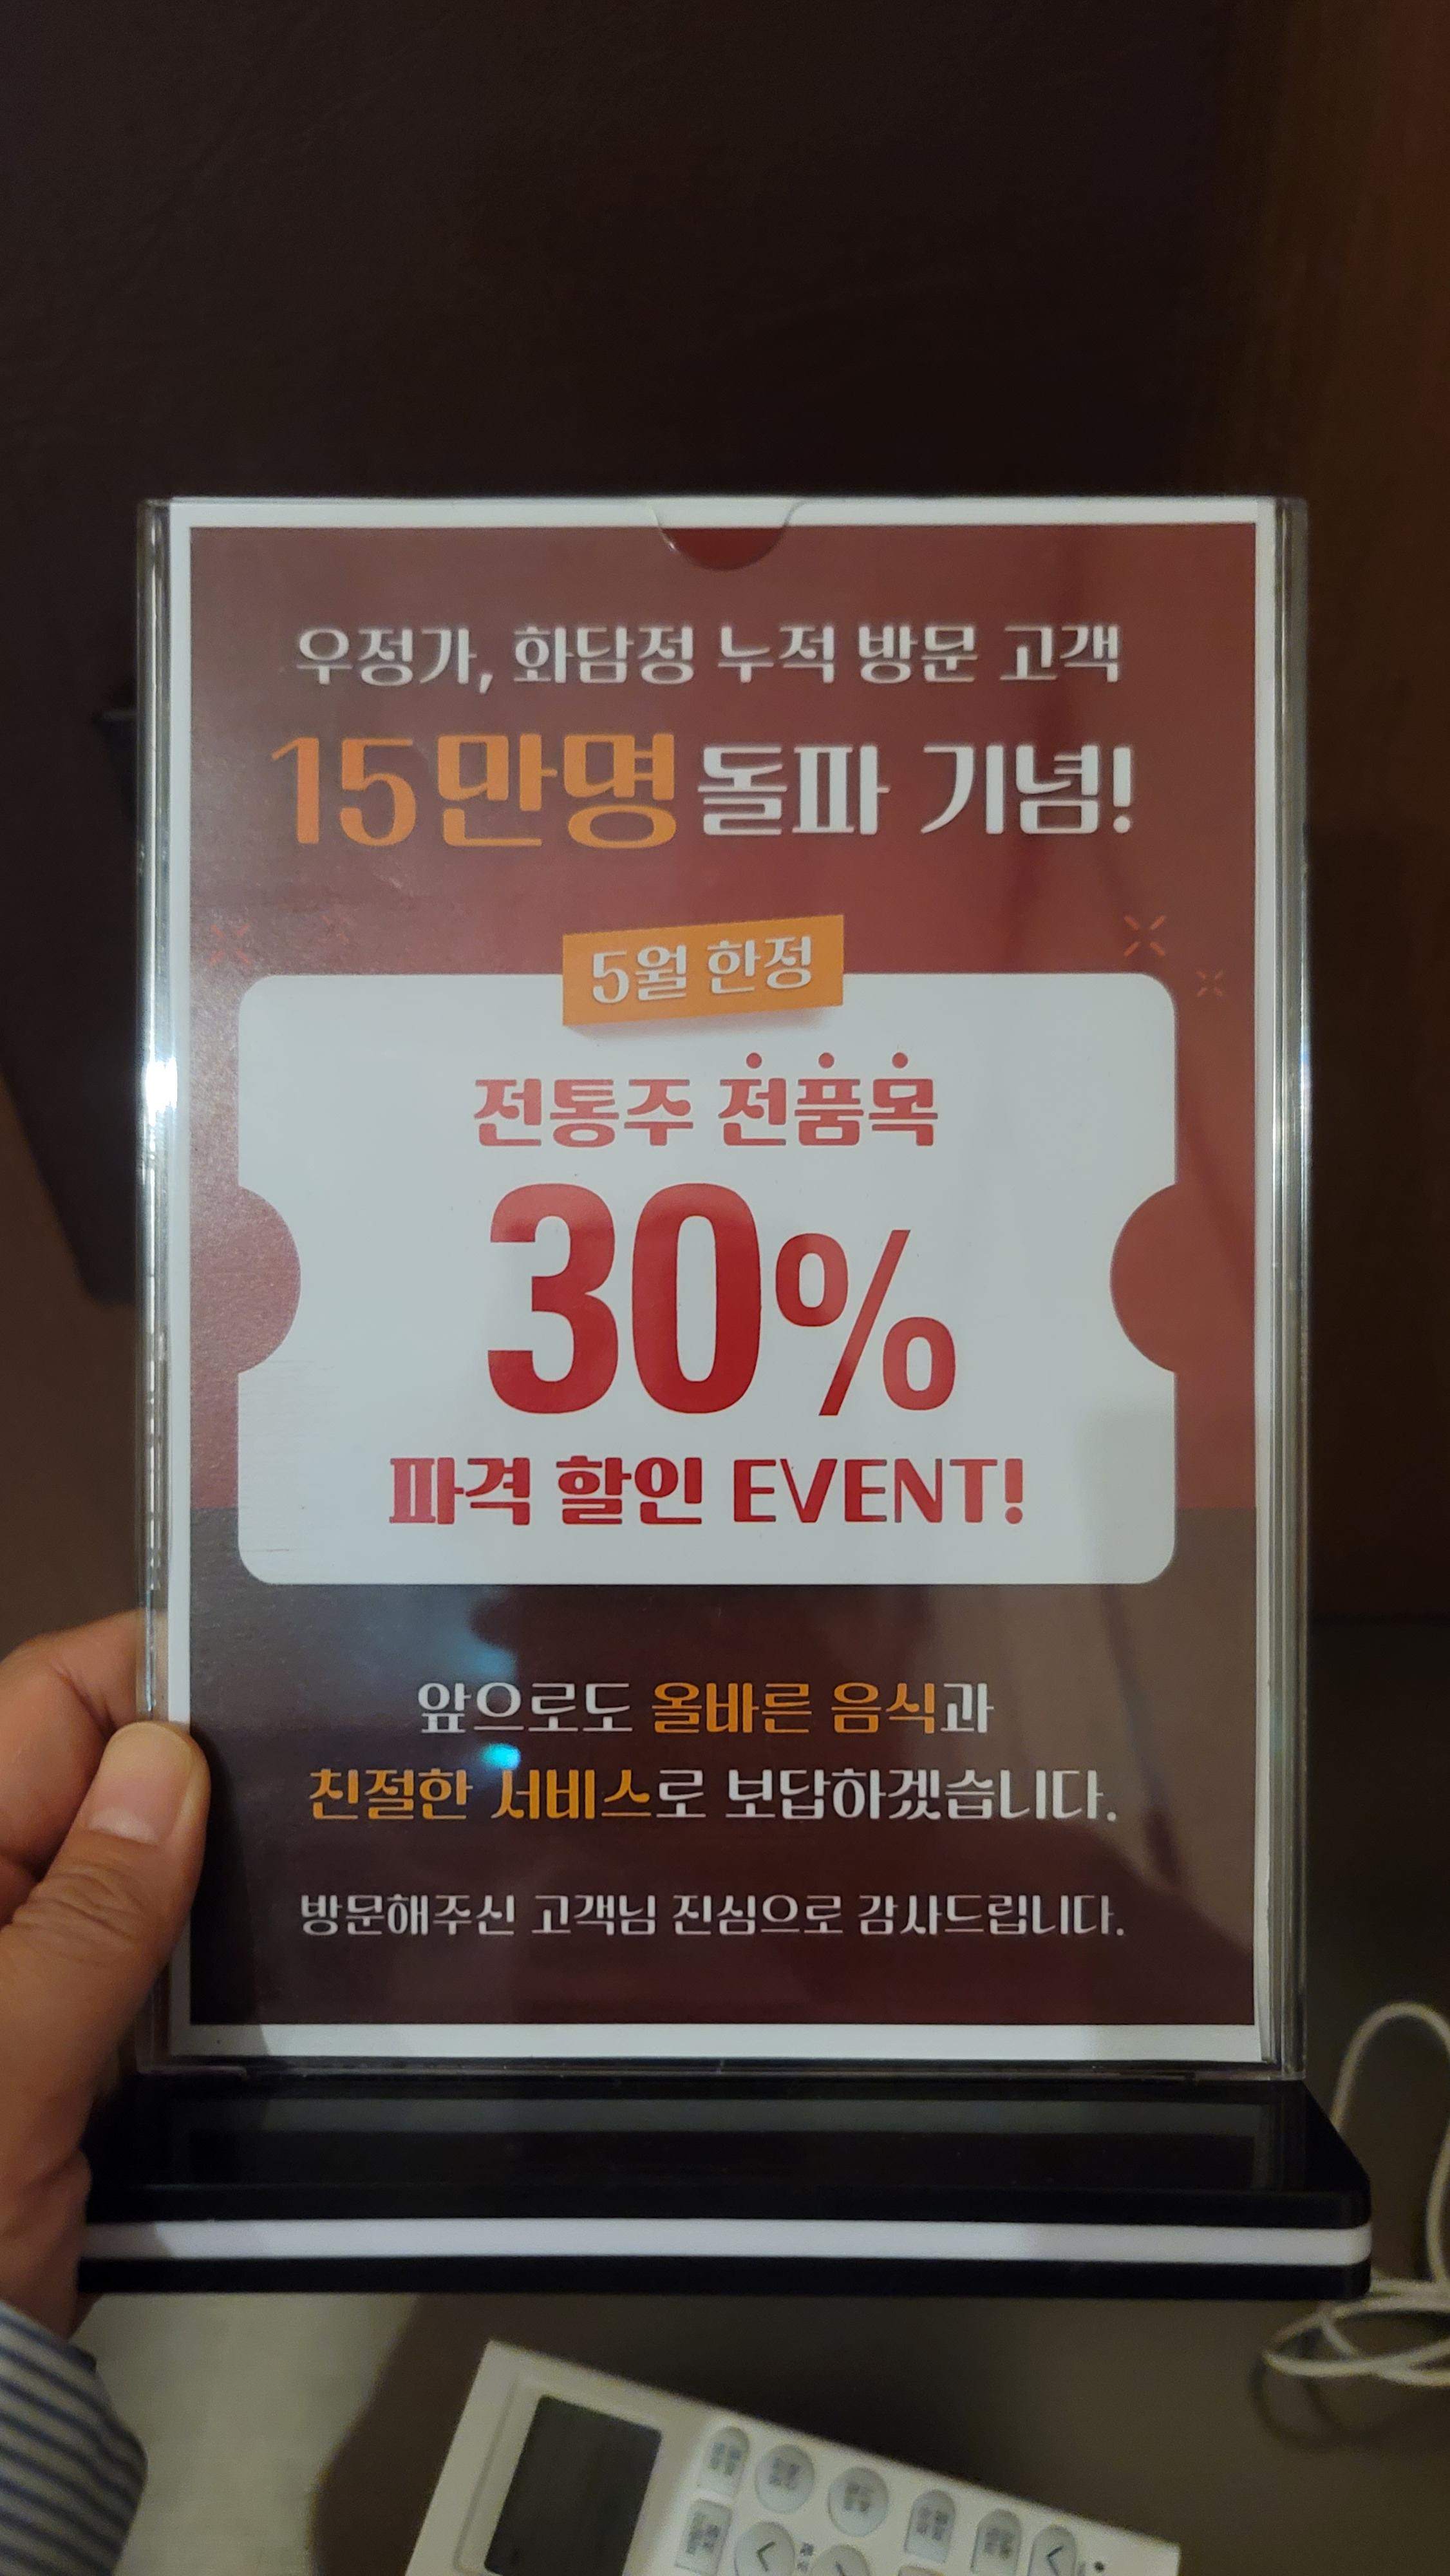 우정가, 화담정 누적 방문 고객
15만명 돌파 기념!
5월 한정
전통주 전품목
30%
파격 할인 EVENT!
앞으로도 올바른 음식과
친절한 서비스로 보답하겠습니다.
방문해주신 고객님 진심으로 감사드립니다.